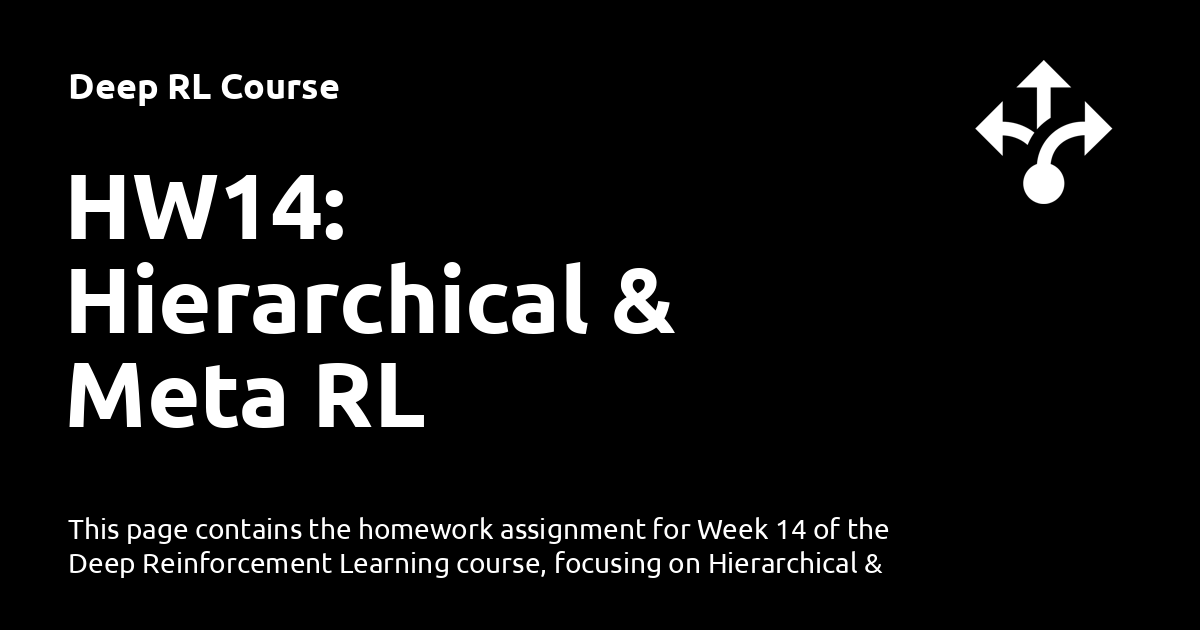 Deep RL Course
HW14:
Hierarchical &
Meta RL
This page contains the homework assignment for Week 14 of the
Deep Reinforcement Learning course, focusing on Hierarchical &